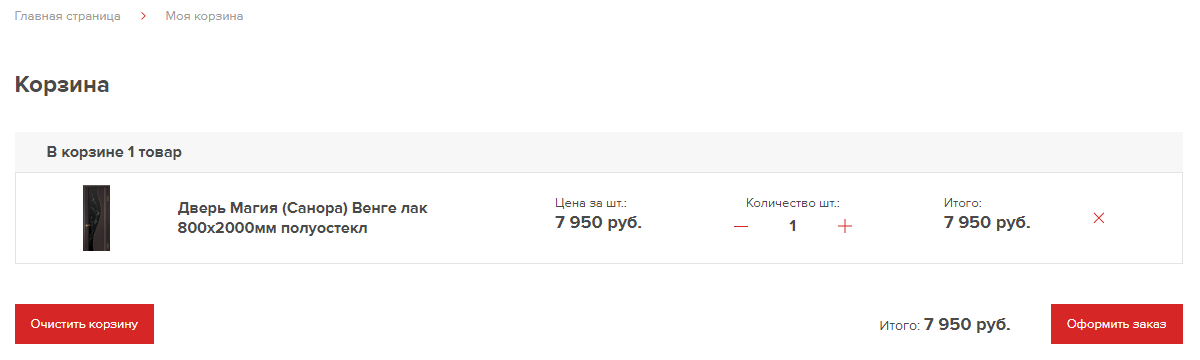 Главная страница > Моя корзина
Корзина
В корзине 1 товар
Дверь Магия (Санора) Венге лак
800х2000мм полуостекл
Цена за шт.:
7 950 руб.
Количество шт.:
— 1 +
Итого:
7 950 руб.
×
Очистить корзину
Итого: 7 950 руб.
Оформить заказ